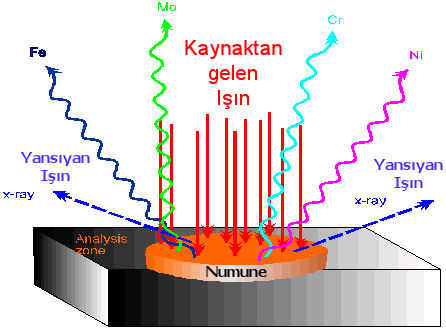 Mo
Cr
Fe
Kaynaktan
gelen
Işın
Ni
Yansıyan
Işın
x-ray
Yansıyan
Işın
x-ray
Analysis
zone
Numune